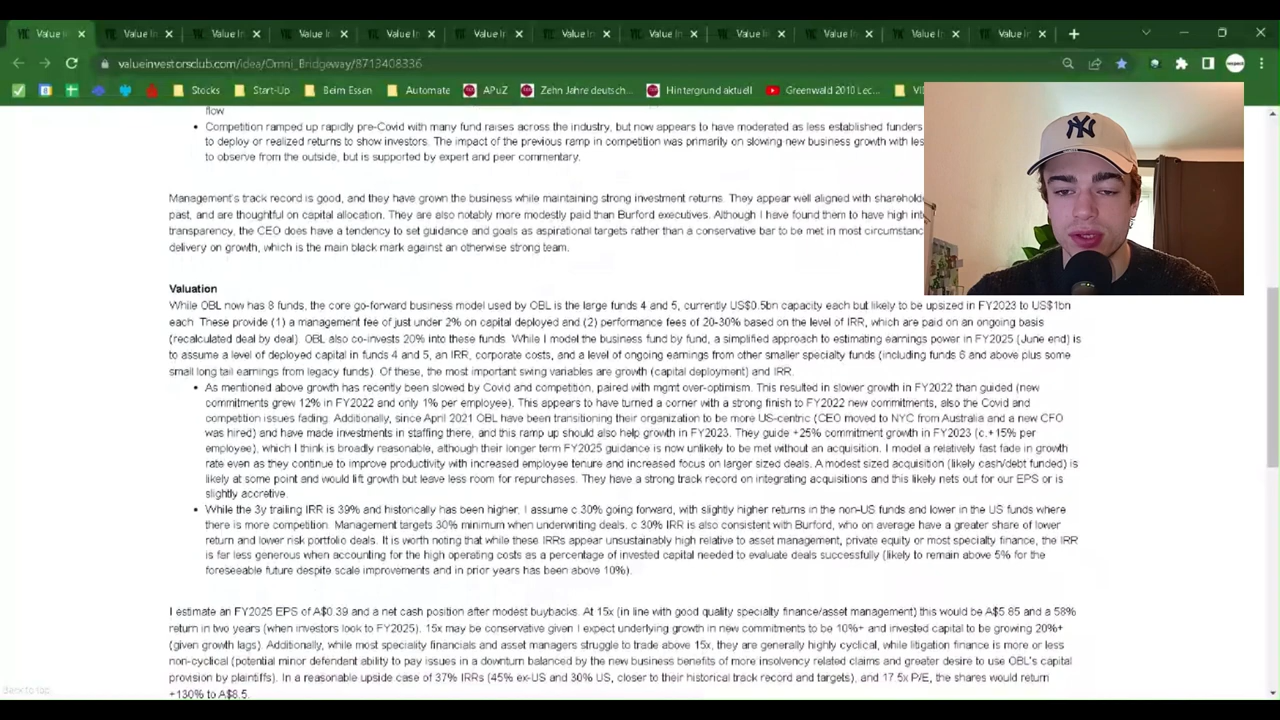 Value In × Value In × Value In × Value In × Value In × Value In × Value In × Value In × Value In × Value In × Value In × Value In ×
valueinvestorsclub.com/idea/Omni_Bridgeway/8713408336
Stocks Start-Up Beim Essen Automate APuZ Zehn Jahre deutsch... Hintergrund aktuell Greenwald 2010 Lec...
flow
• Competition ramped up rapidly pre-Covid with many fund raises across the industry, but now appears to have moderated as less established funders
to deploy or realized returns to show investors. The impact of the previous ramp in competition was primarily on slowing new business growth with les
to observe from the outside, but is supported by expert and peer commentary.
Management's track record is good, and they have grown the business while maintaining strong investment returns. They appear well aligned with sharehold
past, and are thoughtful on capital allocation. They are also notably more modestly paid than Burford executives. Although I have found them to have high int
transparency, the CEO does have a tendency to set guidance and goals as aspirational targets rather than a conservative bar to be met in most circumstanc
delivery on growth, which is the main black mark against an otherwise strong team.
Valuation
While OBL now has 8 funds, the core go-forward business model used by OBL is the large funds 4 and 5, currently US$0.5bn capacity each but likely to be upsized in FY2023 to US$1bn
each. These provide (1) a management fee of just under 2% on capital deployed and (2) performance fees of 20-30% based on the level of IRR, which are paid on an ongoing basis
(recalculated deal by deal). OBL also co-invests 20% into these funds. While I model the business fund by fund, a simplified approach to estimating earnings power in FY2025 (June end) is
to assume a level of deployed capital in funds 4 and 5, an IRR, corporate costs, and a level of ongoing earnings from other smaller specialty funds (including funds 6 and above plus some
small long tail earnings from legacy funds). Of these, the most important swing variables are growth (capital deployment) and IRR.
• As mentioned above growth has recently been slowed by Covid and competition, paired with mgmt over-optimism. This resulted in slower growth in FY2022 than guided (new
commitments grew 12% in FY2022 and only 1% per employee). This appears to have turned a corner with a strong finish to FY2022 new commitments, also the Covid and
competition issues fading. Additionally, since April 2021 OBL have been transitioning their organization to be more US-centric (CEO moved to NYC from Australia and a new CFO
was hired) and have made investments in staffing there, and this ramp up should also help growth in FY2023. They guide +25% commitment growth in FY2023 (c.+15% per
employee), which I think is broadly reasonable, although their longer term FY2025 guidance is now unlikely to be met without an acquisition. I model a relatively fast fade in growth
rate even as they continue to improve productivity with increased employee tenure and increased focus on larger sized deals. A modest sized acquisition (likely cash/debt funded) is
likely at some point and would lift growth but leave less room for repurchases. They have a strong track record on integrating acquisitions and this likely nets out for our EPS or is
slightly accretive.
• While the 3y trailing IRR is 39% and historically has been higher, I assume c 30% going forward, with slightly higher returns in the non-US funds and lower in the US funds where
there is more competition. Management targets 30% minimum when underwriting deals. c 30% IRR is also consistent with Burford, who on average have a greater share of lower
return and lower risk portfolio deals. It is worth noting that while these IRRs appear unsustainably high relative to asset management, private equity or most specialty finance, the IRR
is far less generous when accounting for the high operating costs as a percentage of invested capital needed to evaluate deals successfully (likely to remain above 5% for the
foreseeable future despite scale improvements and in prior years has been above 10%).
I estimate an FY2025 EPS of A$0.39 and a net cash position after modest buybacks. At 15x (in line with good quality specialty finance/asset management) this would be A$5.85 and a 58%
return in two years (when investors look to FY2025). 15x may be conservative given I expect underlying growth in new commitments to be 10%+ and invested capital to be growing 20%+
(given growth lags). Additionally, while most specialty financials and asset managers struggle to trade above 15x, they are generally highly cyclical, while litigation finance is more or less
non-cyclical (potential minor defendant ability to pay issues in a downturn balanced by the new business benefits of more insolvency related claims and greater desire to use OBL's capital
provision by plaintiffs). In a reasonable upside case of 37% IRRs (45% ex-US and 30% US, closer to their historical track record and targets), and 17.5x P/E, the shares would return
+130% to A$8.5.